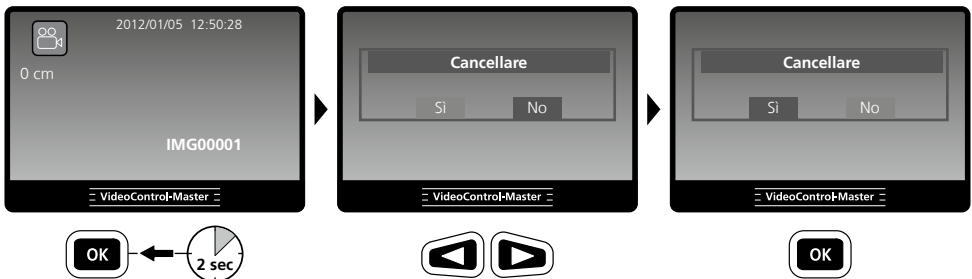 2012/01/05 12:50:28
0 cm
IMG00001
VideoControl-Master
OK
2 sec
Cancellare
Sì No
VideoControl-Master
Cancellare
Sì No
VideoControl-Master
OK